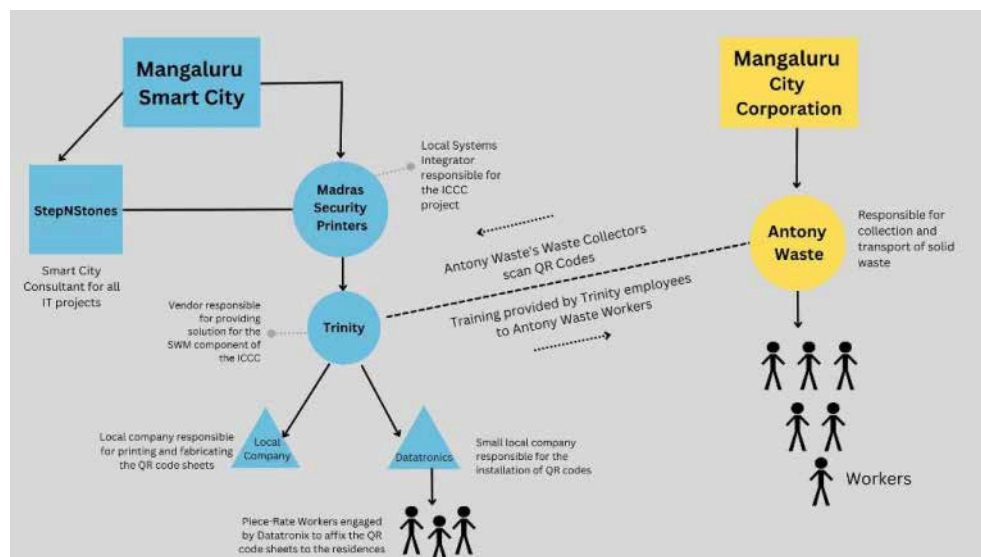 Mangaluru
Smart City
Mangaluru
City
Corporation
Local Systems
Integrator
responsible for
the ICCC
project
StepNStones
Madras
Security
Printers
Smart City
Consultant for all
IT projects
Antony Waste's Waste Collectors
scan QR Codes
Training provided by Trinity employees
to Antony Waste Workers
Antony
Waste
Responsible for
collection and
transport of solid
waste
Vendor responsible
for providing
solution for the
SWM component of
the ICCC
Trinity
Local company responsible
for printing and fabricating
the QR code sheets
Local
Company
Datatronics
Small local company
responsible for the
installation of QR codes
Workers
Piece-Rate Workers engaged
by Datatronix to affix the QR
code sheets to the residences